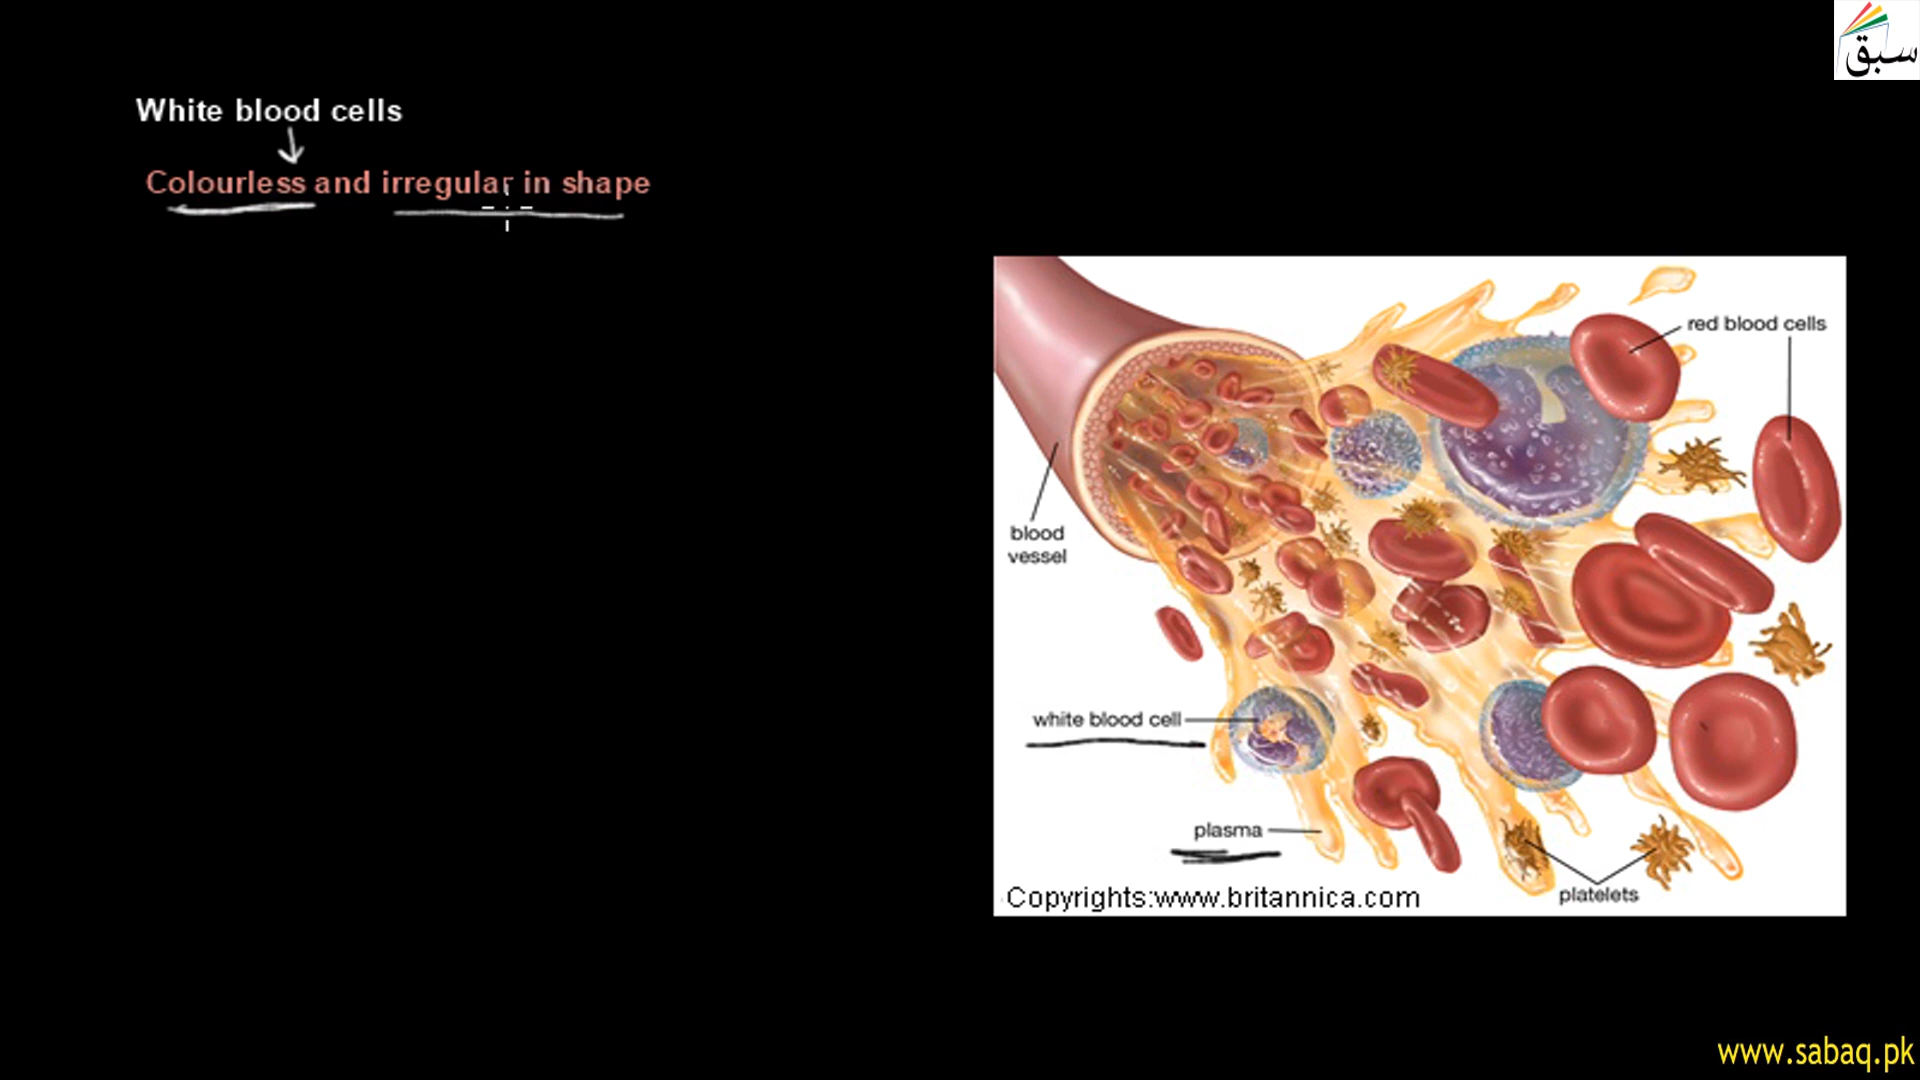 سبق
White blood cells
Colourless and irregular in shape
red blood cells
blood
vessel
white blood cell
plasma
platelets
Copyrights:www.britannica.com
www.sabaq.pk